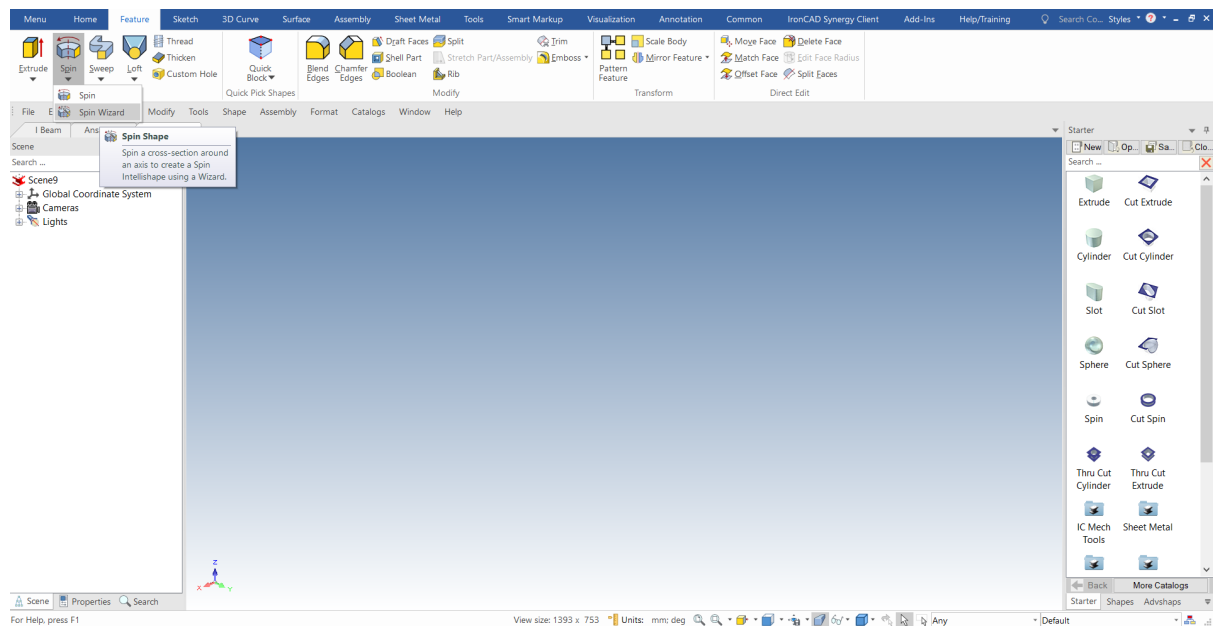 Menu Home Feature Sketch 3D Curve Surface Assembly Sheet Metal Tools Smart Markup Visualization Annotation Common IronCAD Synergy Client Add-Ins Help/Training Search Co... Styles
Extrude Spin Sweep Loft
Thread
Thicken
Custom Hole
Quick Block
Quick Pick Shapes
Blend Edges
Chamfer Edges
Draft Faces Split Trim
Shell Part Stretch Part/Assembly Emboss
Boolean Rib
Modify
Pattern Feature
Scale Body
Mirror Feature
Transform
Move Face Delete Face
Match Face Edit Face Radius
Offset Face Split Faces
Direct Edit
Spin
Spin Wizard
File E Modify Tools Shape Assembly Format Catalogs Window Help
I Beam Ans
Spin Shape
Spin a cross-section around
an axis to create a Spin
Intellishape using a Wizard.
Scene
Search ...
Scene9
Global Coordinate System
Cameras
Lights
Z
X Y
Scene Properties Search
Starter
New Op... Sa... Clo...
Search ...
Extrude Cut Extrude
Cylinder Cut Cylinder
Slot Cut Slot
Sphere Cut Sphere
Spin Cut Spin
Thru Cut Thru Cut
Cylinder Extrude
IC Mech Sheet Metal
Tools
Back More Catalogs
Starter Shapes Advshaps
For Help, press F1 View size: 1393 x 753 Units: mm; deg Any Default